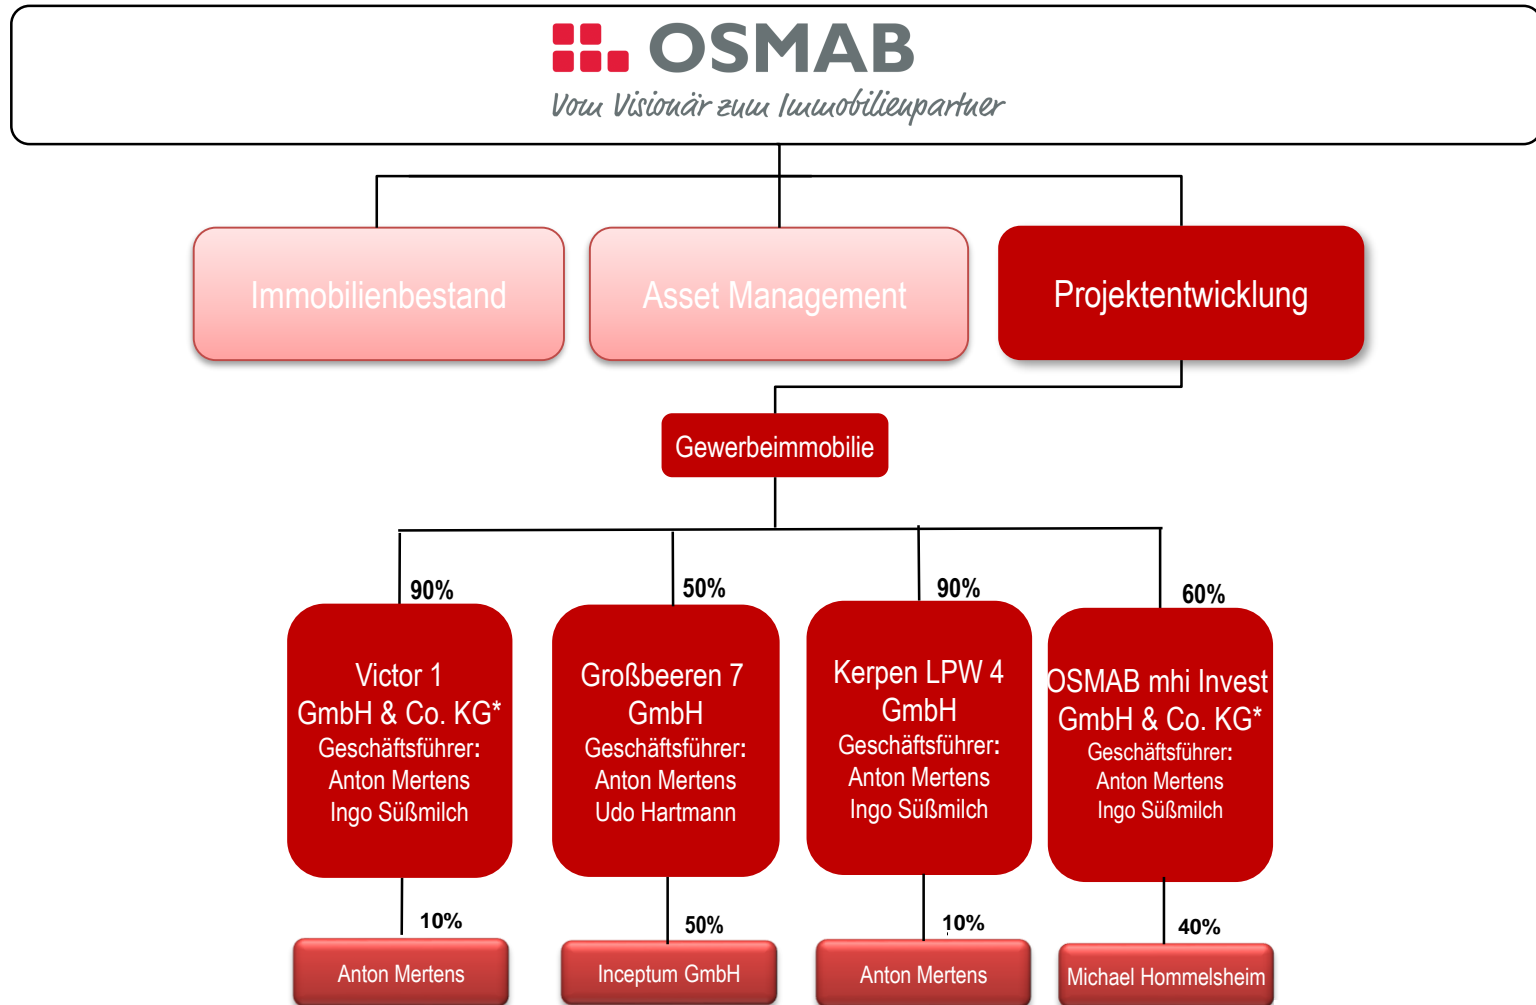 OSMAB
Vom Visionär zum Immobilienpartner
Immobilienbestand
Asset Management
Projektentwicklung
Gewerbeimmobilie
90%
50%
90%
60%
Victor 1
GmbH & Co. KG*
Geschäftsführer:
Anton Mertens
Ingo Süßmilch
Großbeeren 7
GmbH
Geschäftsführer:
Anton Mertens
Udo Hartmann
Kerpen LPW 4
GmbH
Geschäftsführer:
Anton Mertens
Ingo Süßmilch
OSMAB mhi Invest
GmbH & Co. KG*
Geschäftsführer:
Anton Mertens
Ingo Süßmilch
10%
50%
10%
40%
Anton Mertens
Inceptum GmbH
Anton Mertens
Michael Hommelsheim